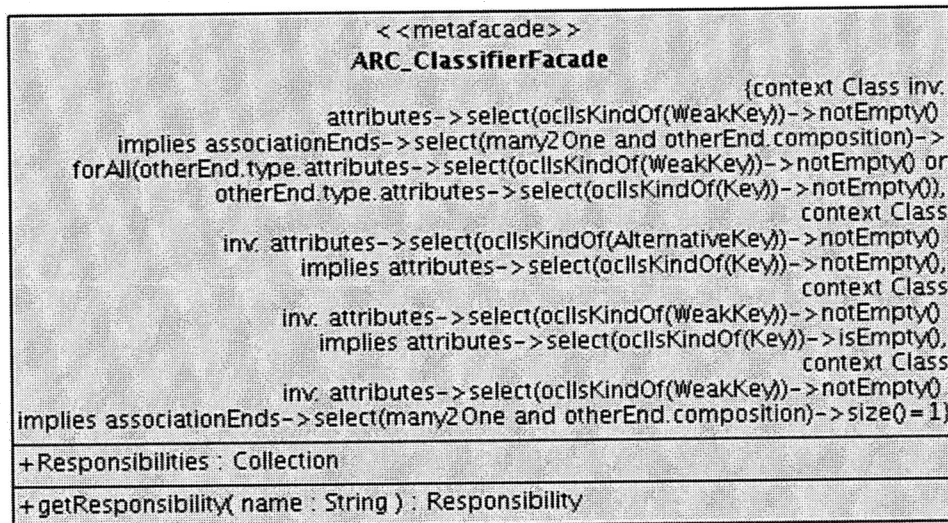 <<metafacade>>
ARC_ClassifierFacade
{context Class inv:
attributes->select(oclIsKindOf(WeakKey))->notEmpty()
implies associationEnds->select(many2One and otherEnd.composition)->
forAll(otherEnd.type.attributes->select(oclIsKindOf(WeakKey))->notEmpty() or
otherEnd.type.attributes->select(oclIsKindOf(Key))->notEmpty()),
context Class
inv: attributes->select(oclIsKindOf(AlternativeKey))->notEmpty()
implies attributes->select(oclIsKindOf(Key))->notEmpty(),
context Class
inv: attributes->select(oclIsKindOf(WeakKey))->notEmpty()
implies attributes->select(oclIsKindOf(Key))->isEmpty(),
context Class
inv: attributes->select(oclIsKindOf(WeakKey))->notEmpty()
implies associationEnds->select(many2One and otherEnd.composition)->size()=1}
+Responsibilities : Collection
+getResponsibility( name : String ) : Responsibility